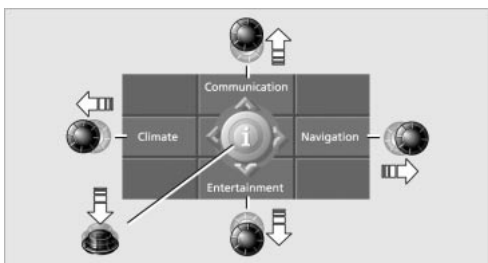 Communication
Climate
i
Navigation
Entertainment